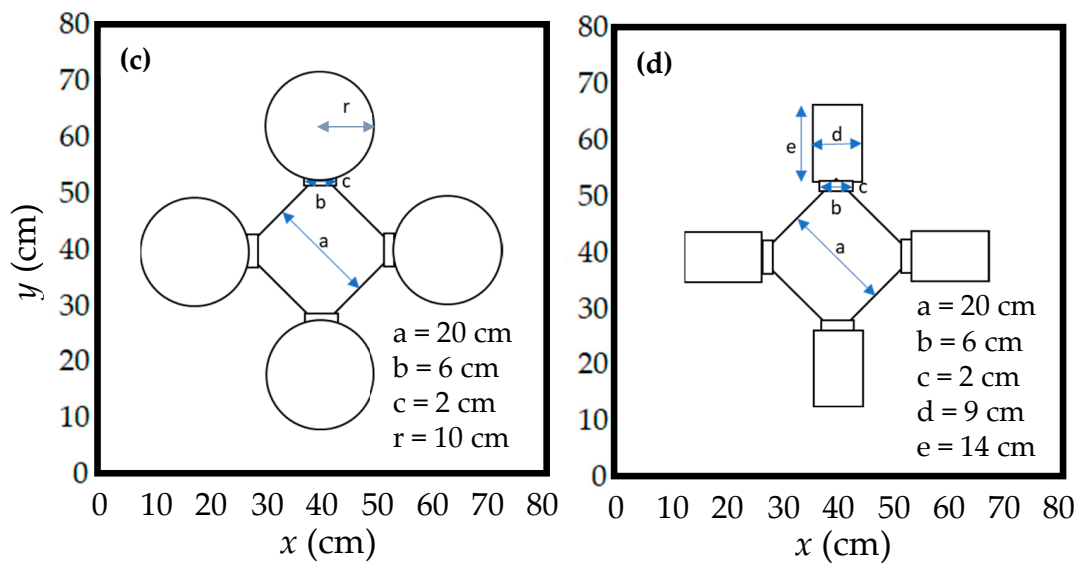 (c)
80
70
60
50
40
30
20
10
0
y (cm)
r
c
b
a
a = 20 cm
b = 6 cm
c = 2 cm
r = 10 cm
0 10 20 30 40 50 60 70 80
x (cm)
(d)
80
70
60
50
40
30
20
10
0
d
e
c
b
a
a = 20 cm
b = 6 cm
c = 2 cm
d = 9 cm
e = 14 cm
0 10 20 30 40 50 60 70 80
x (cm)